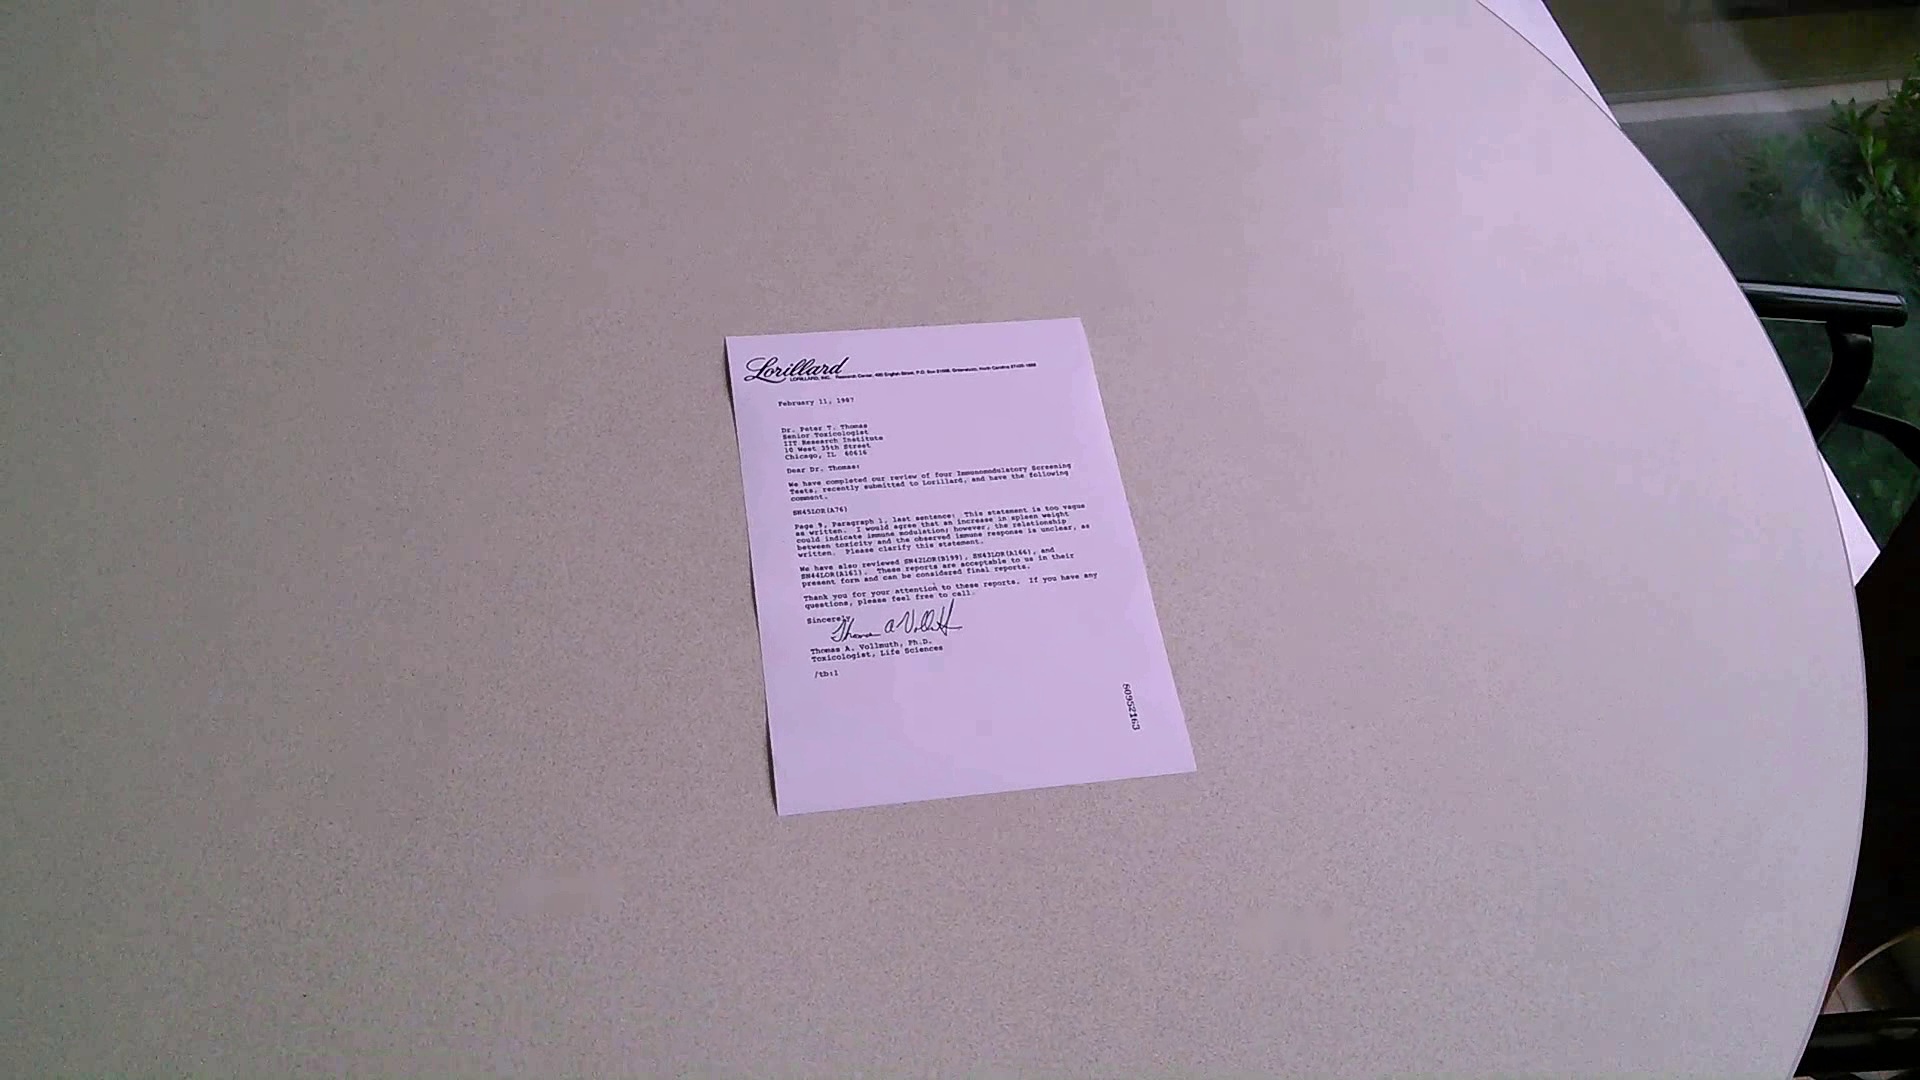 Lorillard
LORILLARD, INC. Research Center, 420 English Street, P.O. Box 21688, Greensboro, North Carolina 27420-1688
February 11, 1987
Dr. Peter T. Thomas
Senior Toxicologist
IIT Research Institute
10 West 35th Street
Chicago, IL 60616
Dear Dr. Thomas:
We have completed our review of four Immunomodulatory Screening
Tests, recently submitted to Lorillard, and have the following
comment.
SN45LOR(A76)
Page 9, Paragraph 1, last sentence: This statement is too vague
as written. I would agree that an increase in spleen weight
could indicate immune modulation; however, the relationship
between toxicity and the observed immune response is unclear, as
written. Please clarify this statement.
We have also reviewed SN42LOR(B199), SN43LOR(A166), and
SN44LOR(A161). These reports are acceptable to us in their
present form and can be considered final reports.
Thank you for your attention to these reports. If you have any
questions, please feel free to call.
Sincerely,
Thomas A Vollmuth
Thomas A. Vollmuth, Ph.D.
Toxicologist, Life Sciences
/tb:1
80952163